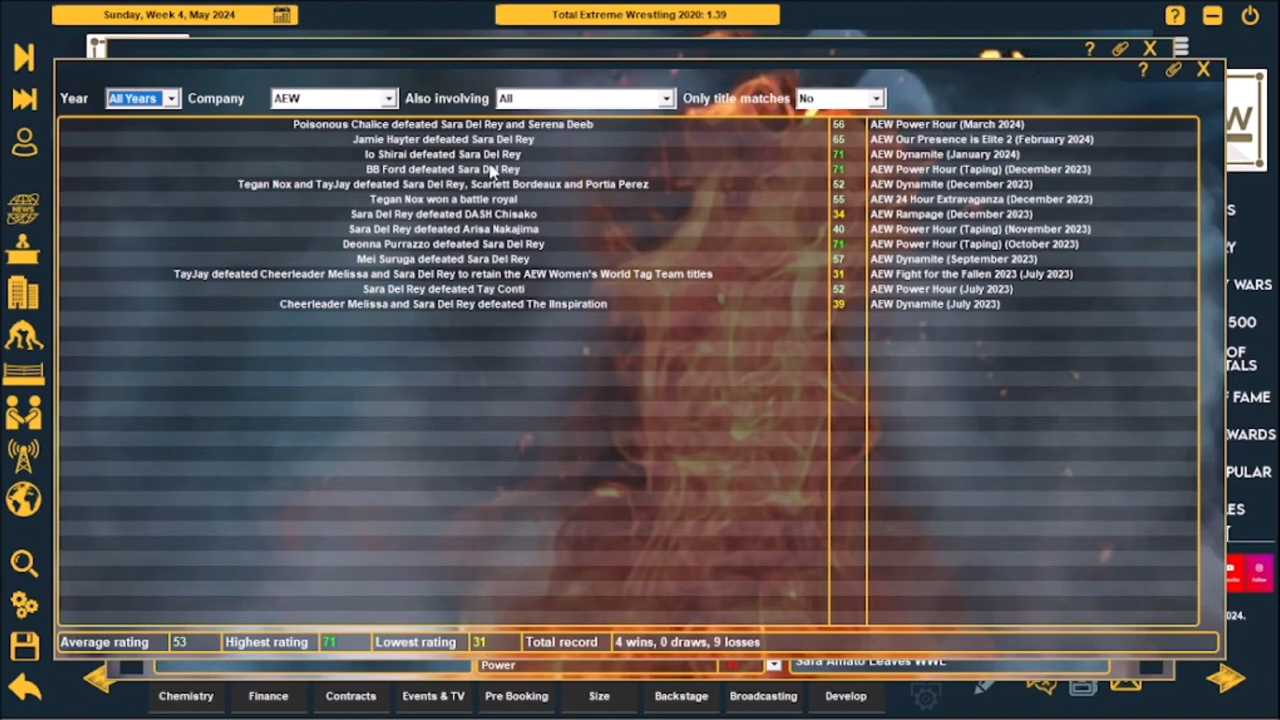 Sunday, Week 4, May 2024 Total Extreme Wrestling 2020: 1.39 ?
? X
? X
Year All Years Company AEW Also involving All Only title matches No
Poisonous Chalice defeated Sara Del Rey and Serena Deeb 56 AEW Power Hour (March 2024)
Jamie Hayter defeated Sara Del Rey 65 AEW Our Presence is Elite 2 (February 2024)
Io Shirai defeated Sara Del Rey 71 AEW Dynamite (January 2024)
BB Ford defeated Sara Del Rey 71 AEW Power Hour (Taping) (December 2023)
Tegan Nox and TayJay defeated Sara Del Rey, Scarlett Bordeaux and Portia Perez 52 AEW Dynamite (December 2023)
Tegan Nox won a battle royal 55 AEW 24 Hour Extravaganza (December 2023)
Sara Del Rey defeated DASH Chisako 34 AEW Rampage (December 2023)
Sara Del Rey defeated Arisa Nakajima 40 AEW Power Hour (Taping) (November 2023)
Deonna Purrazzo defeated Sara Del Rey 71 AEW Power Hour (Taping) (October 2023)
Mei Suruga defeated Sara Del Rey 57 AEW Dynamite (September 2023)
TayJay defeated Cheerleader Melissa and Sara Del Rey to retain the AEW Women's World Tag Team titles 31 AEW Fight for the Fallen 2023 (July 2023)
Sara Del Rey defeated Tay Conti 52 AEW Power Hour (July 2023)
Cheerleader Melissa and Sara Del Rey defeated The IInspiration 39 AEW Dynamite (July 2023)
NEWS
W
S
Y
Y WARS
500
OF
TALS
FAME
WARDS
PULAR
ES
T
024.
Average rating 53 Highest rating 71 Lowest rating 31 Total record 4 wins, 0 draws, 9 losses
Power Sara Amato Leaves WWE
Chemistry Finance Contracts Events & TV Pre Booking Size Backstage Broadcasting Develop